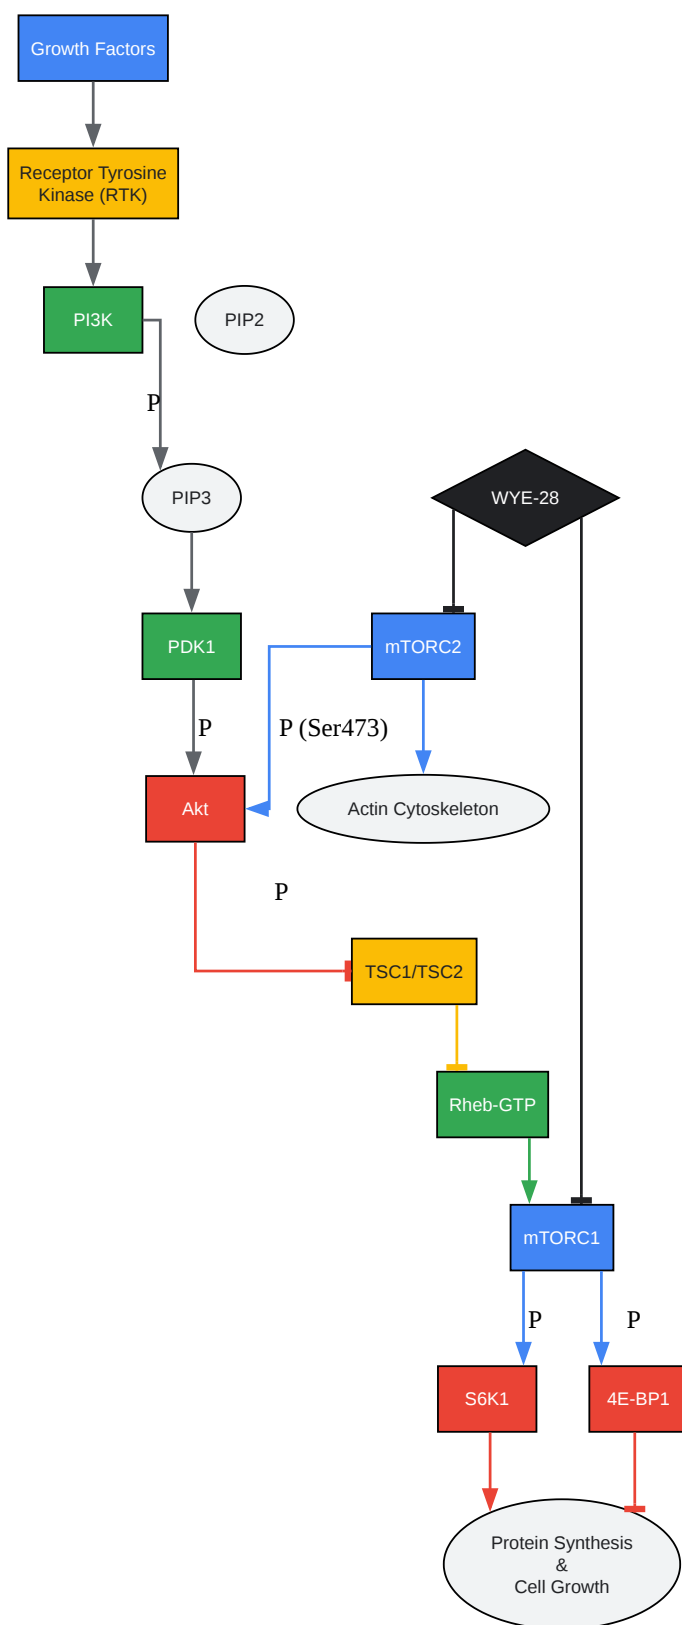 Growth Factors
Receptor Tyrosine
Kinase (RTK)
PI3K
PIP2
P
PIP3
WYE-28
PDK1
mTORC2
P
P (Ser473)
Akt
Actin Cytoskeleton
P
TSC1/TSC2
Rheb-GTP
mTORC1
P
P
S6K1
4E-BP1
Protein Synthesis
&
Cell Growth